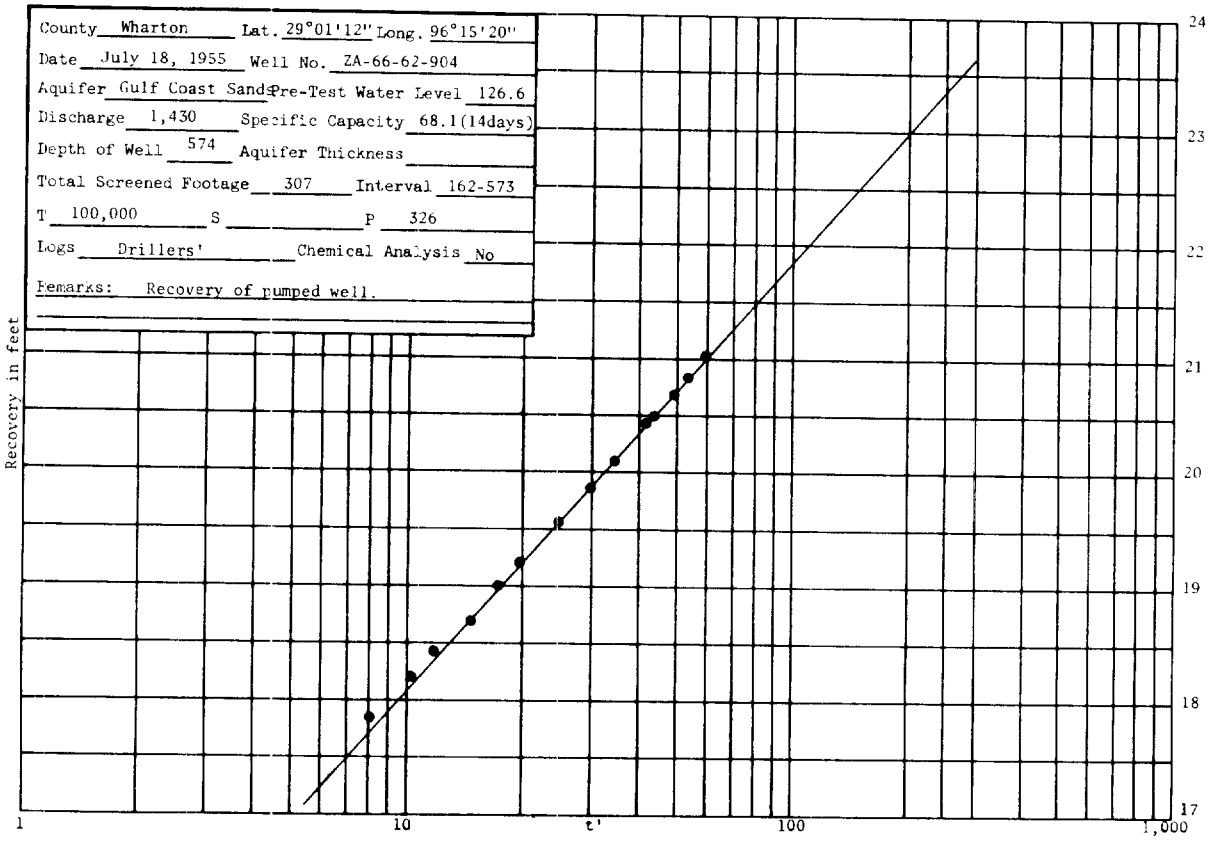 County Wharton Lat. 29°01'12" Long. 96°15'20"
Date July 18, 1955 Well No. ZA-66-62-904
Aquifer Gulf Coast Sands Pre-Test Water Level 126.6
Discharge 1,430 Specific Capacity 68.1(14days)
Depth of Well 574 Aquifer Thickness
Total Screened Footage 307 Interval 162-573
T 100,000 S P 326
Logs Drillers' Chemical Analysis No
Remarks: Recovery of pumped well.
Recovery in feet
24
23
22
21
20
19
18
17
1 10 t' 100 1,000